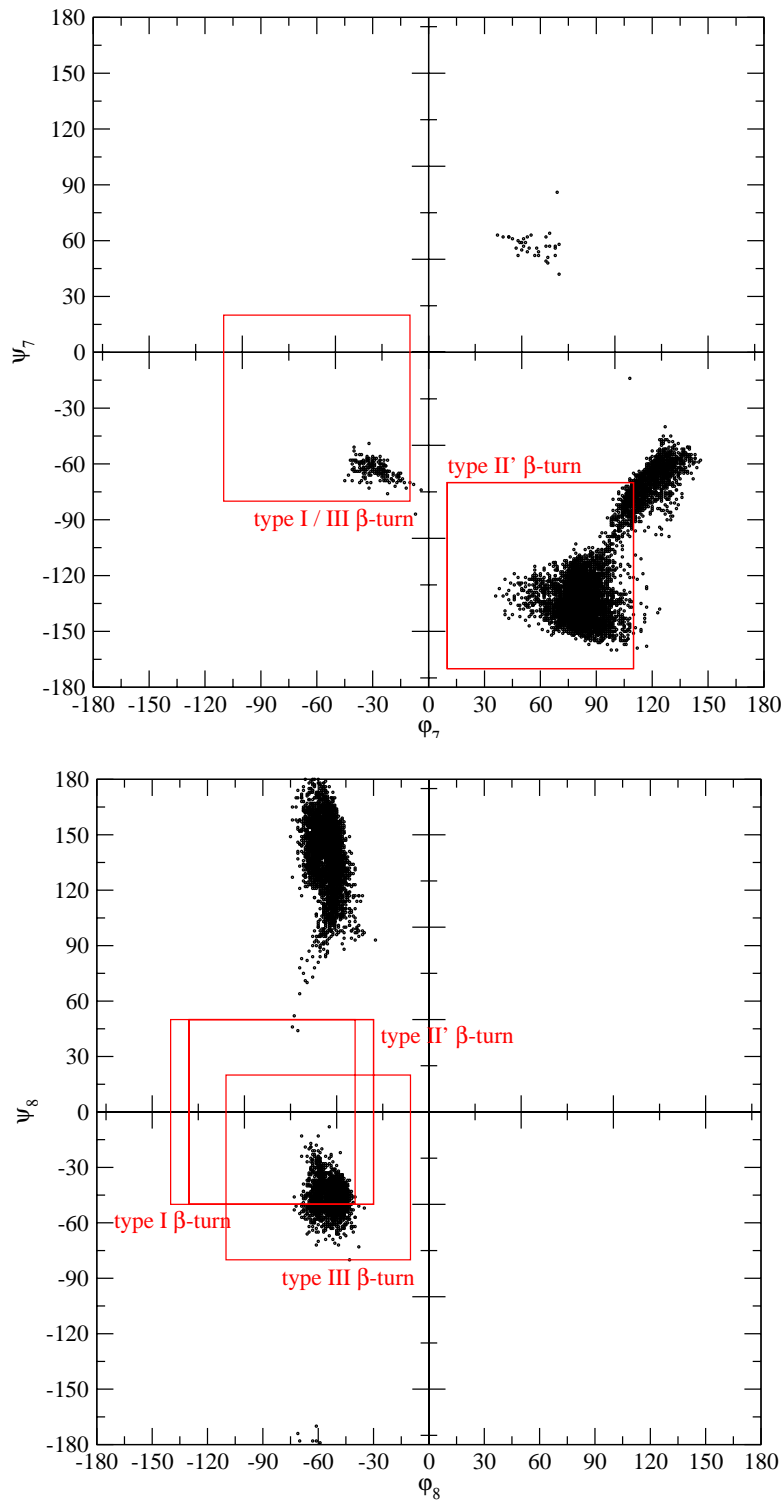 180
150
120
90
60
30
0
-30
-60
-90
-120
-150
-180
ψ7
type II' β-turn
type I / III β-turn
-180 -150 -120 -90 -60 -30 0 30 60 90 120 150 180
φ7
180
150
120
90
60
30
0
-30
-60
-90
-120
-150
-180
ψ8
type II' β-turn
type I β-turn
type III β-turn
-180 -150 -120 -90 -60 -30 0 30 60 90 120 150 180
φ8